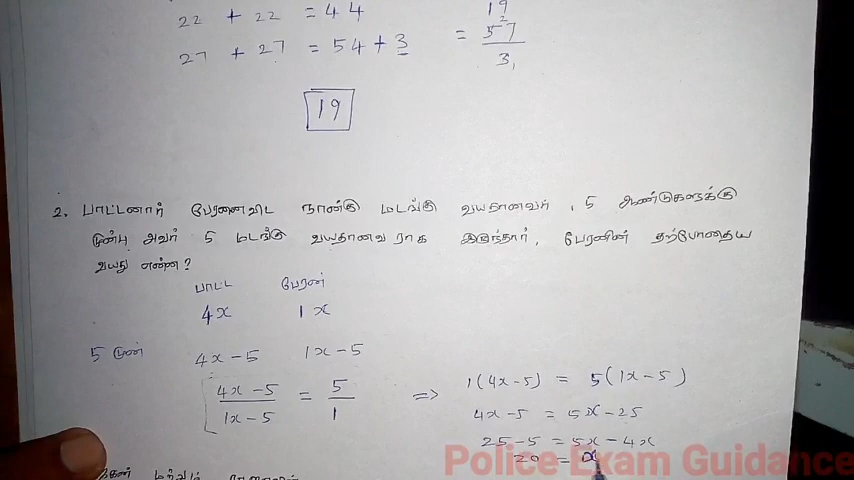 22 + 22 = 44
27 + 27 = 54 + 3
19
2
57
= 3
19
2. பாட்டனார் பேரனைவிட நான்கு மடங்கு வயதானவர், 5 ஆண்டுகளுக்கு
முன்பு அவர் 5 மடங்கு வயதானவராக இருந்தார், பேரனின் தற்போதைய
வயது என்ன?
பாட்ட பேரன்
4x 1x
5 முன் 4x - 5 1x - 5
4x - 5 / 1x - 5 = 5 / 1 => 1(4x - 5) = 5(1x - 5)
4x - 5 = 5x - 25
25 - 5 = 5x - 4x
20 = x
Police Exam Guidance